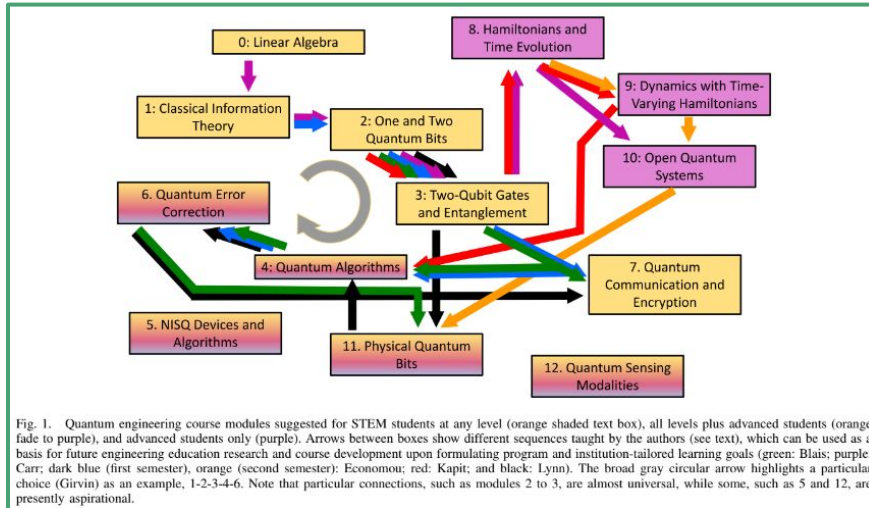 0: Linear Algebra
8. Hamiltonians and
Time Evolution
1: Classical Information
Theory
2: One and Two
Quantum Bits
9: Dynamics with Time-
Varying Hamiltonians
10: Open Quantum
Systems
6. Quantum Error
Correction
3: Two-Qubit Gates
and Entanglement
4: Quantum Algorithms
7. Quantum
Communication and
Encryption
5. NISQ Devices and
Algorithms
11. Physical Quantum
Bits
12. Quantum Sensing
Modalities
Fig. 1. Quantum engineering course modules suggested for STEM students at any level (orange shaded text box), all levels plus advanced students (orange
fade to purple), and advanced students only (purple). Arrows between boxes show different sequences taught by the authors (see text), which can be used as a
basis for future engineering education research and course development upon formulating program and institution-tailored learning goals (green: Blais; purple:
Carr; dark blue (first semester), orange (second semester): Economou; red: Kapit; and black: Lynn). The broad gray circular arrow highlights a particular
choice (Girvin) as an example, 1-2-3-4-6. Note that particular connections, such as modules 2 to 3, are almost universal, while some, such as 5 and 12, are
presently aspirational.